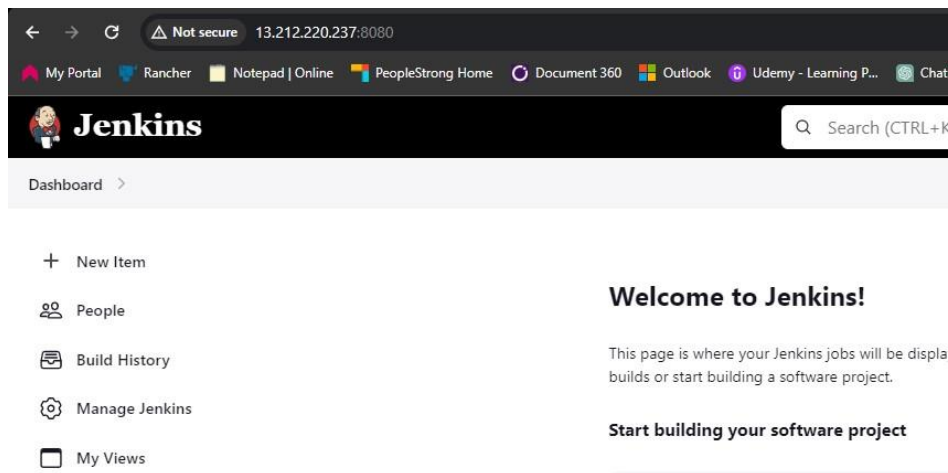 Not secure 13.212.220.237:8080
My Portal Rancher Notepad | Online PeopleStrong Home Document 360 Outlook Udemy - Learning P... Chat
Jenkins
Search (CTRL+K
Dashboard
New Item
People
Build History
Manage Jenkins
My Views
Welcome to Jenkins!
This page is where your Jenkins jobs will be displa
builds or start building a software project.
Start building your software project